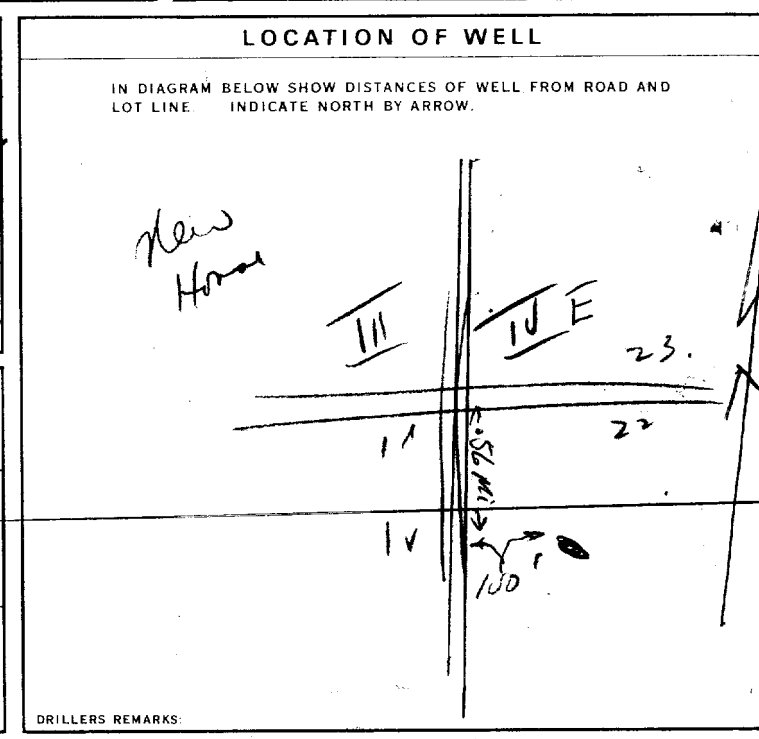 LOCATION OF WELL
IN DIAGRAM BELOW SHOW DISTANCES OF WELL FROM ROAD AND
LOT LINE. INDICATE NORTH BY ARROW.
New
Home
III
IV E
23.
22
.56 Mi
IV
100'
N
DRILLERS REMARKS: